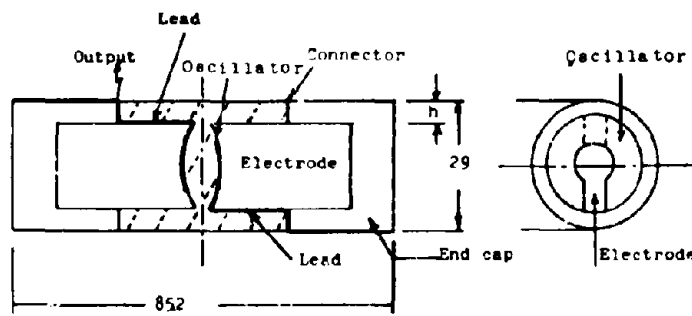 Lead
Output
Oscillator
Connector
Oscillator
h
29
Electrode
Lead
End cap
Electrode
852